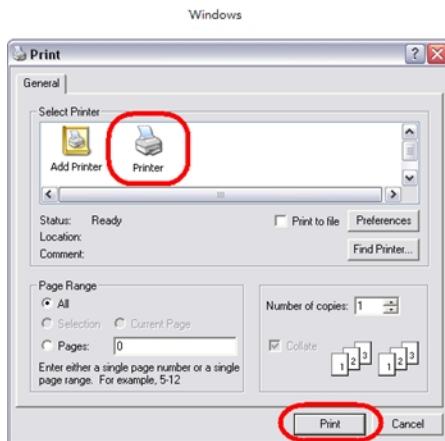 Windows
Print
General
Select Printer
Add Printer
Printer
Status: Ready
Location:
Comment:
Print to file
Preferences
Find Printer...
Page Range
All
Selection
Current Page
Pages: 0
Enter either a single page number or a single
page range. For example, 5-12
Number of copies: 1
Collate
1 2 3
1 2 3
Print
Cancel